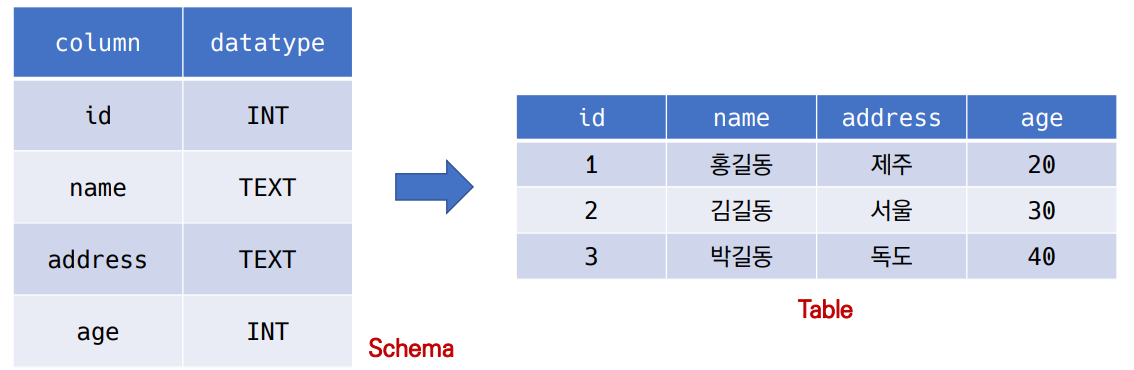 column datatype
id INT
name TEXT
address TEXT
age INT
Schema
id name address age
1 홍길동 제주 20
2 김길동 서울 30
3 박길동 독도 40
Table